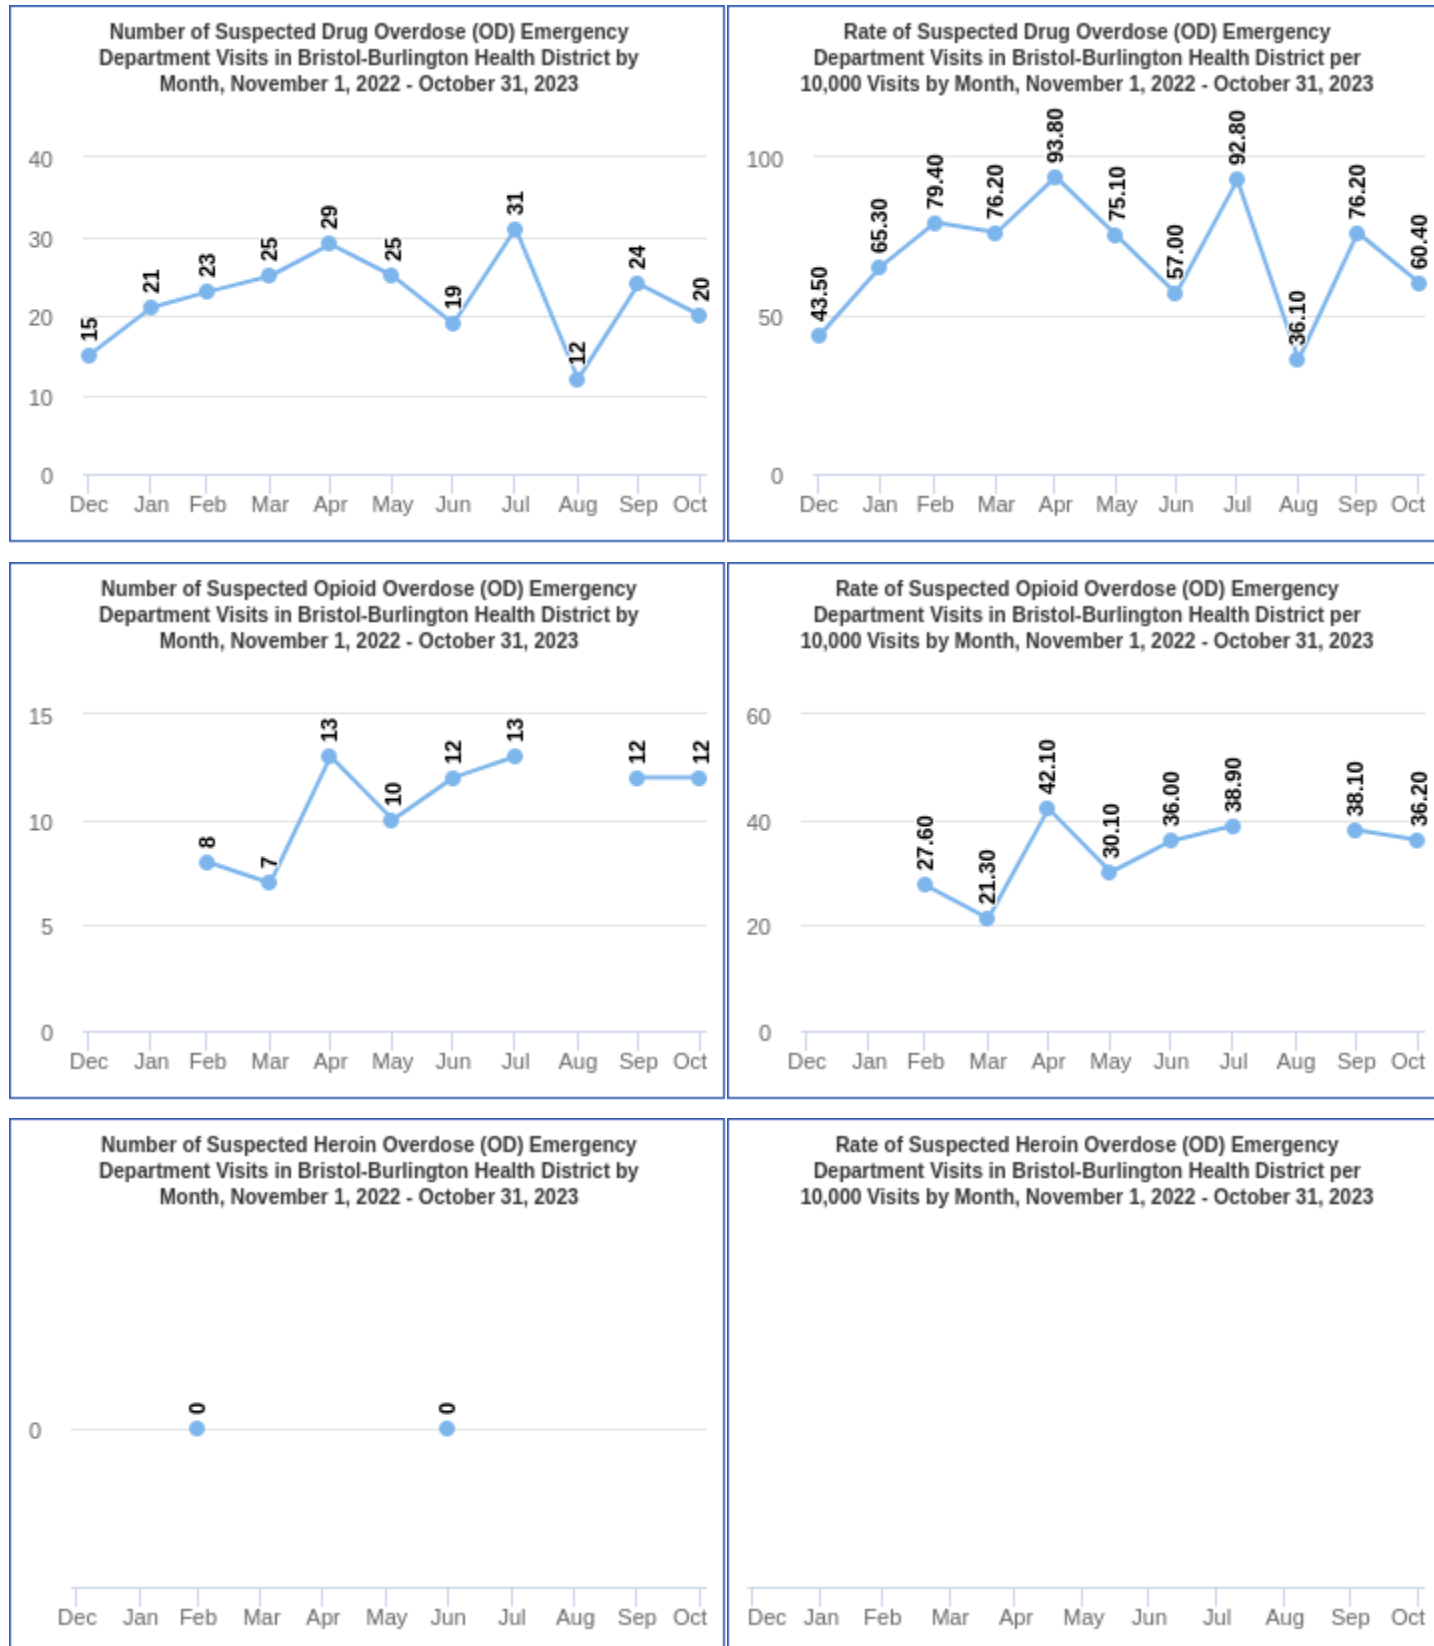 Number of Suspected Drug Overdose (OD) Emergency
Department Visits in Bristol-Burlington Health District by
Month, November 1, 2022 - October 31, 2023
40
30
20
10
0
15
21
23
25
29
25
19
31
12
24
20
Dec Jan Feb Mar Apr May Jun Jul Aug Sep Oct
Rate of Suspected Drug Overdose (OD) Emergency
Department Visits in Bristol-Burlington Health District per
10,000 Visits by Month, November 1, 2022 - October 31, 2023
100
50
0
43.50
65.30
79.40
76.20
93.80
75.10
57.00
92.80
36.10
76.20
60.40
Dec Jan Feb Mar Apr May Jun Jul Aug Sep Oct
Number of Suspected Opioid Overdose (OD) Emergency
Department Visits in Bristol-Burlington Health District by
Month, November 1, 2022 - October 31, 2023
15
10
5
0
8
7
13
10
12
13
12
12
Dec Jan Feb Mar Apr May Jun Jul Aug Sep Oct
Rate of Suspected Opioid Overdose (OD) Emergency
Department Visits in Bristol-Burlington Health District per
10,000 Visits by Month, November 1, 2022 - October 31, 2023
60
40
20
0
27.60
21.30
42.10
30.10
36.00
38.90
38.10
36.20
Dec Jan Feb Mar Apr May Jun Jul Aug Sep Oct
Number of Suspected Heroin Overdose (OD) Emergency
Department Visits in Bristol-Burlington Health District by
Month, November 1, 2022 - October 31, 2023
0
0
0
Dec Jan Feb Mar Apr May Jun Jul Aug Sep Oct
Rate of Suspected Heroin Overdose (OD) Emergency
Department Visits in Bristol-Burlington Health District per
10,000 Visits by Month, November 1, 2022 - October 31, 2023
Dec Jan Feb Mar Apr May Jun Jul Aug Sep Oct